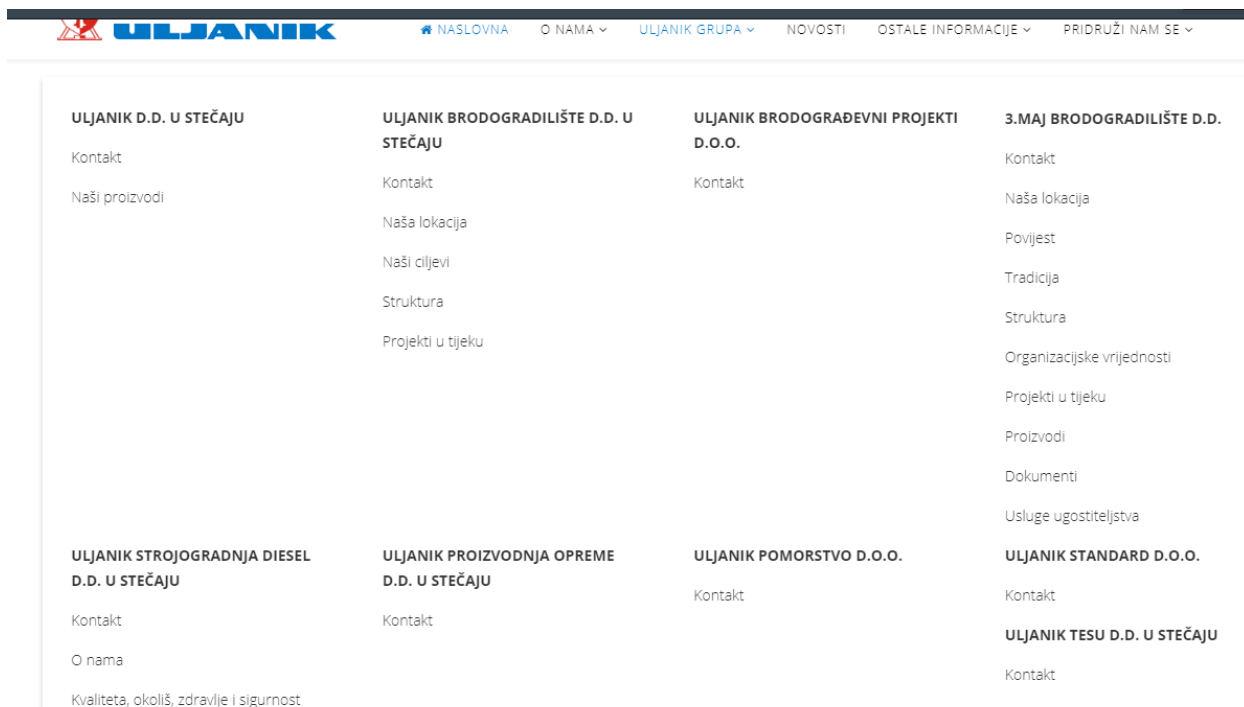 ULJANIK
NASLOVNA
O NAMA
ULJANIK GRUPA
NOVOSTI
OSTALE INFORMACIJE
PRIDRUŽI NAM SE
ULJANIK D.D. U STEČAJU
Kontakt
Naši proizvodi
ULJANIK BRODOGRADILIŠTE D.D. U
STEČAJU
Kontakt
Naša lokacija
Naši ciljevi
Struktura
Projekti u tijeku
ULJANIK BRODOGRAĐEVNI PROJEKTI
D.O.O.
Kontakt
3.MAJ BRODOGRADILIŠTE D.D.
Kontakt
Naša lokacija
Povijest
Tradicija
Struktura
Organizacijske vrijednosti
Projekti u tijeku
Proizvodi
Dokumenti
Usluge ugostiteljstva
ULJANIK STROJOGRADNJA DIESEL
D.D. U STEČAJU
Kontakt
O nama
Kvaliteta, okoliš, zdravlje i sigurnost
ULJANIK PROIZVODNJA OPREME
D.D. U STEČAJU
Kontakt
ULJANIK POMORSTVO D.O.O.
Kontakt
ULJANIK STANDARD D.O.O.
Kontakt
ULJANIK TESU D.D. U STEČAJU
Kontakt